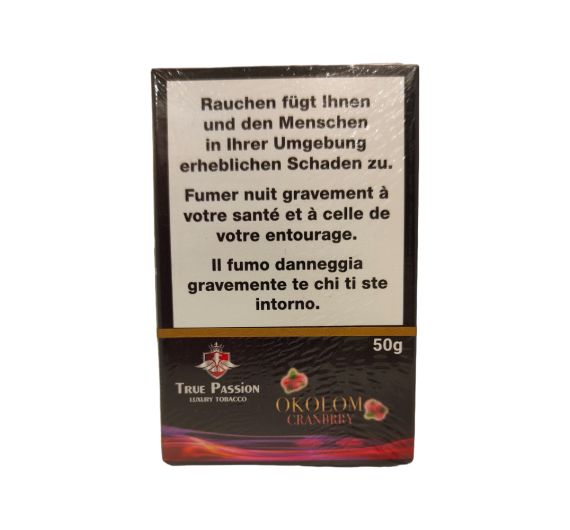 Rauchen fügt Ihnen
und den Menschen
in Ihrer Umgebung
erheblichen Schaden zu.
Fumer nuit gravement à
votre santé et à celle de
votre entourage.
Il fumo danneggia
gravemente te chi ti ste
intorno.
50g
TRUE PASSION
LUXURY TOBACCO
OKOLOM
CRANBRRY